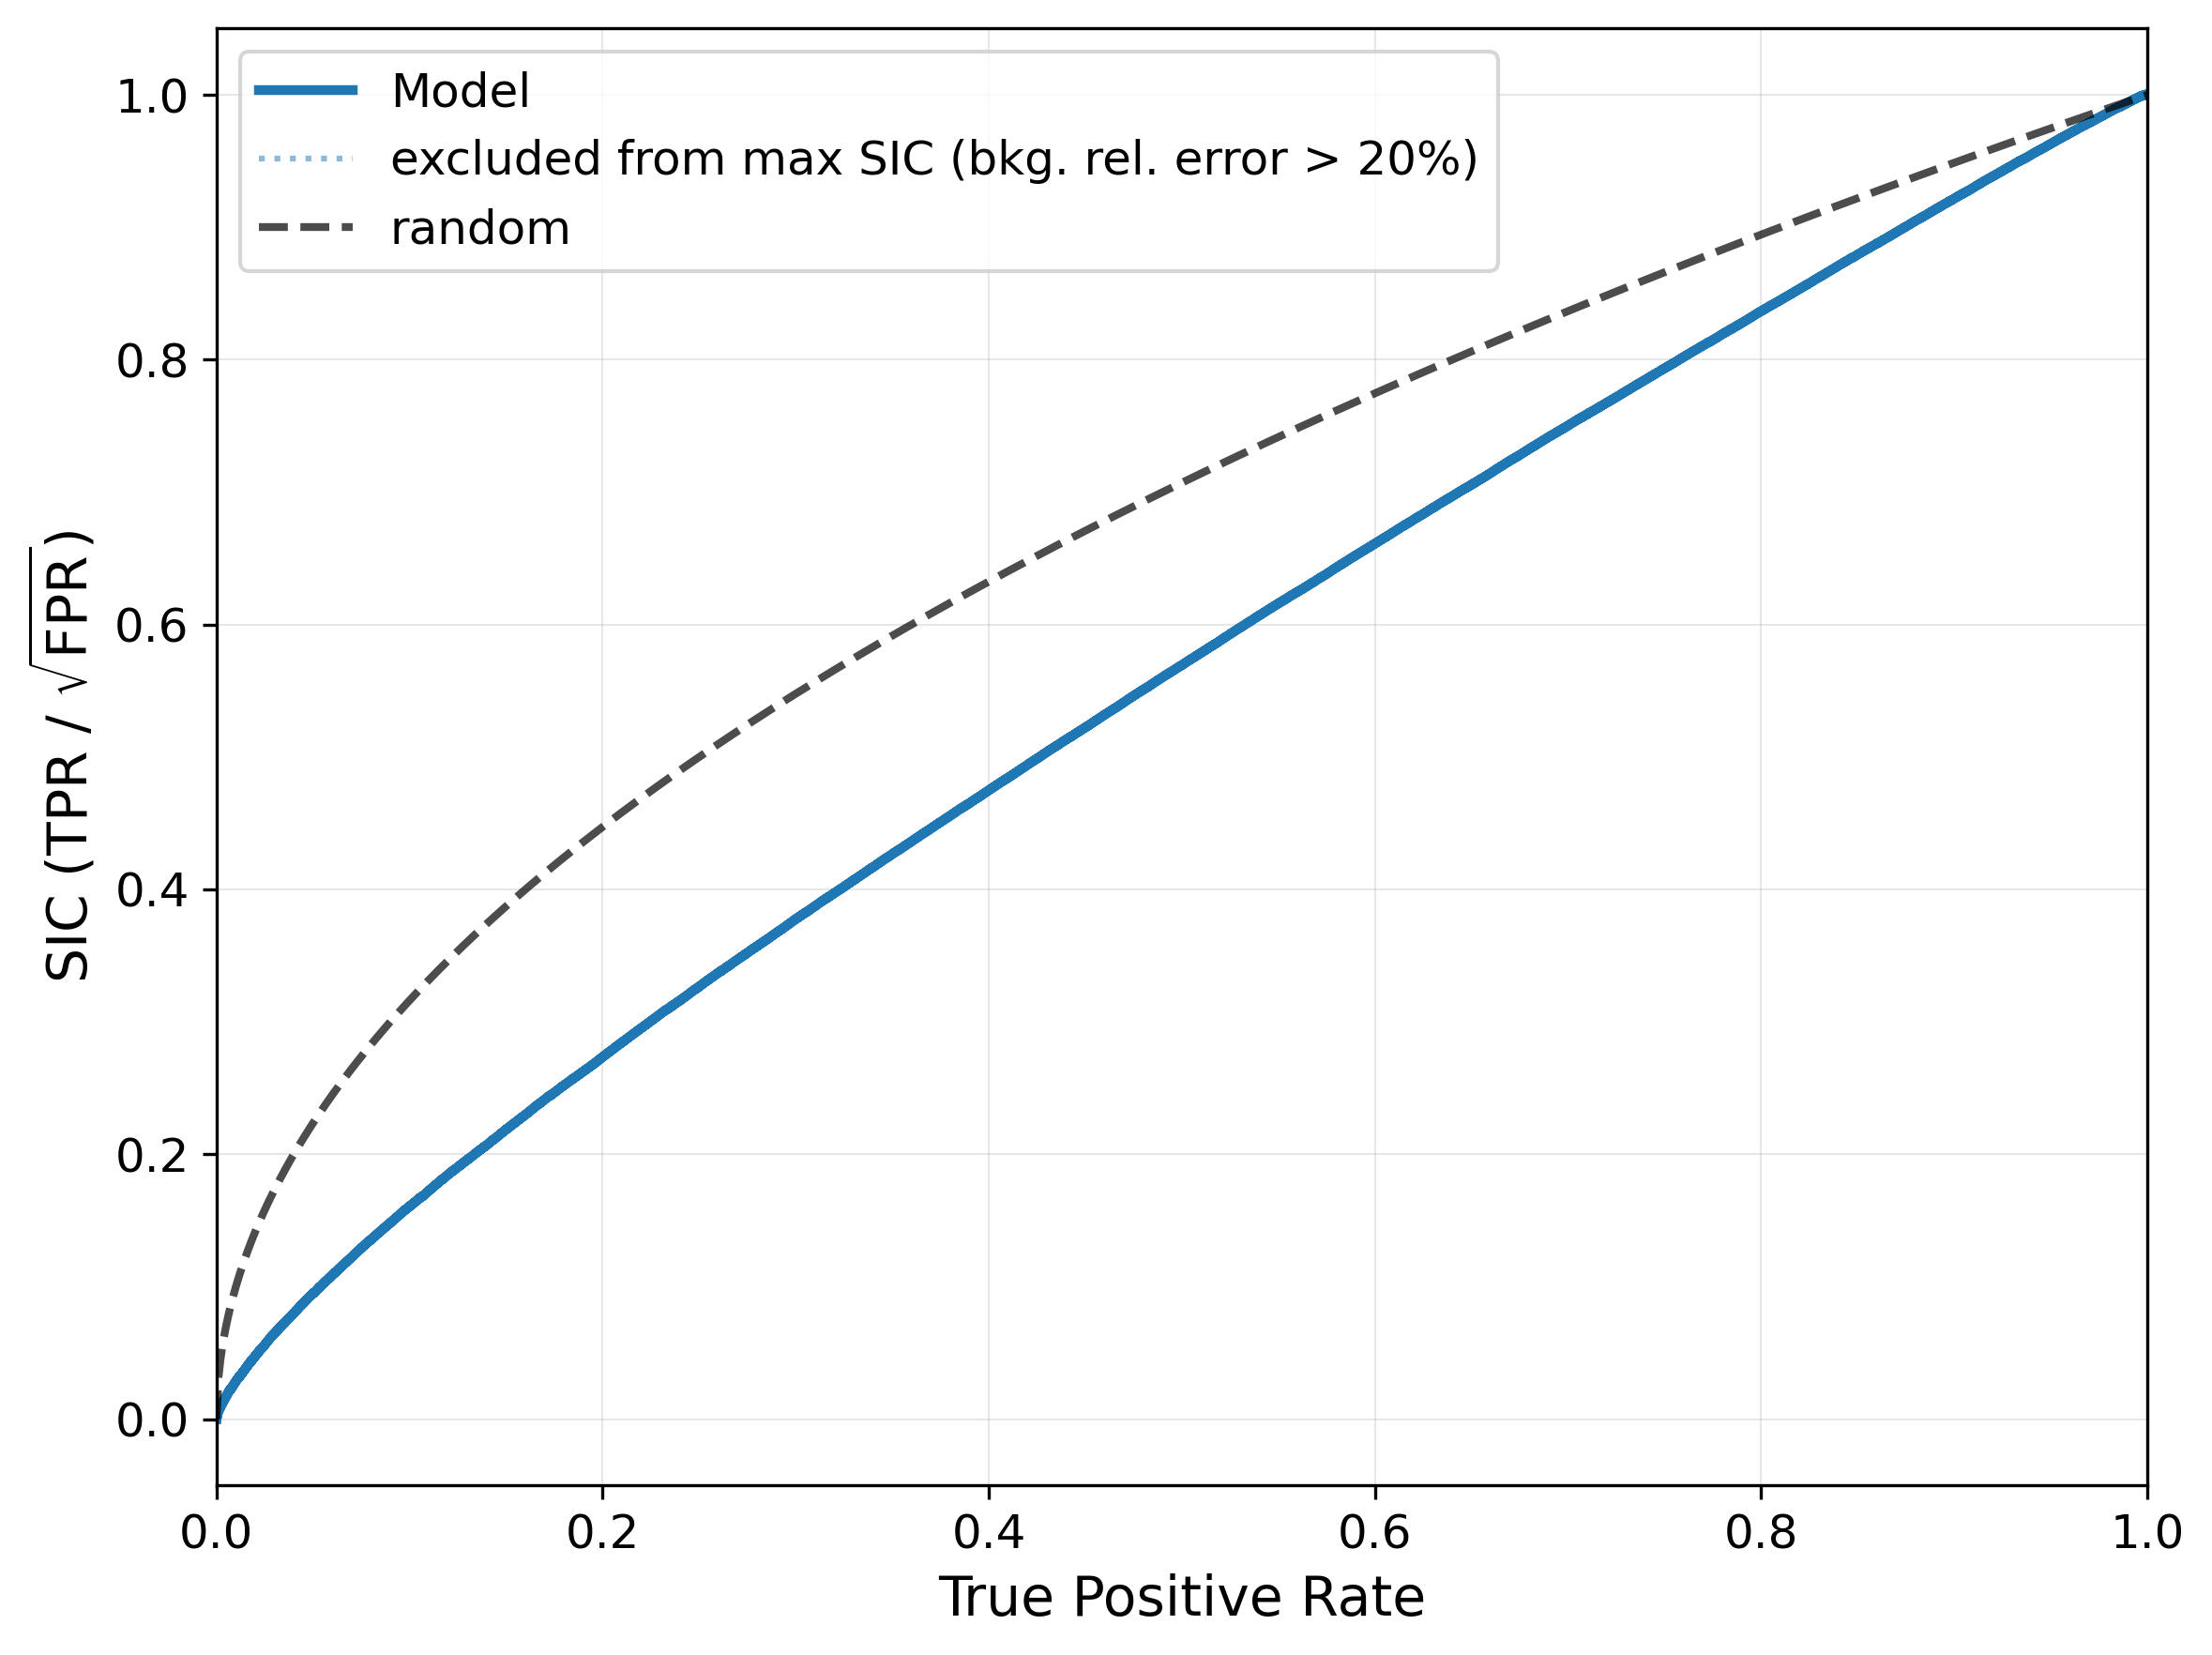 Model
excluded from max SIC (bkg. rel. error > 20%)
random
1.0
0.8
0.6
0.4
0.2
0.0
SIC (TPR / √FPR)
0.0 0.2 0.4 0.6 0.8 1.0
True Positive Rate